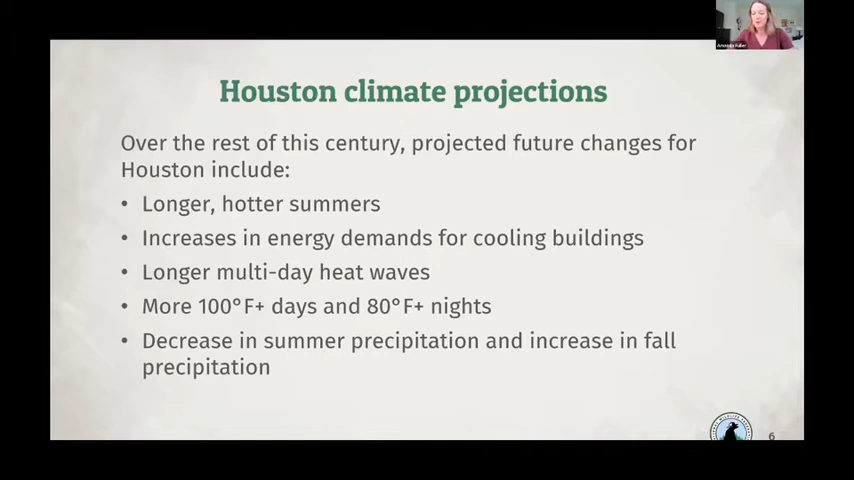 Amanda Fuller
Houston climate projections
Over the rest of this century, projected future changes for
Houston include:
• Longer, hotter summers
• Increases in energy demands for cooling buildings
• Longer multi-day heat waves
• More 100°F+ days and 80°F+ nights
• Decrease in summer precipitation and increase in fall
precipitation
6